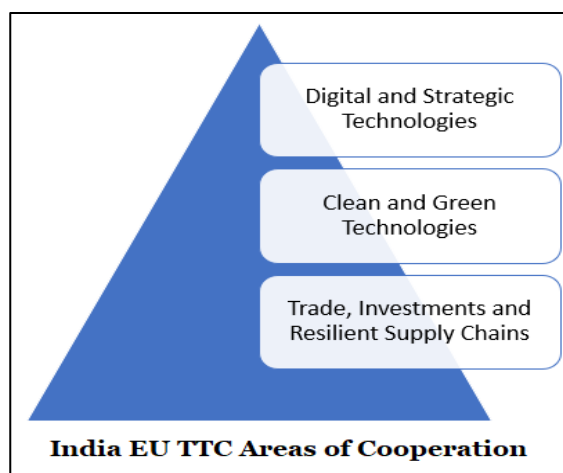 Digital and Strategic
Technologies
Clean and Green
Technologies
Trade, Investments and
Resilient Supply Chains
India EU TTC Areas of Cooperation